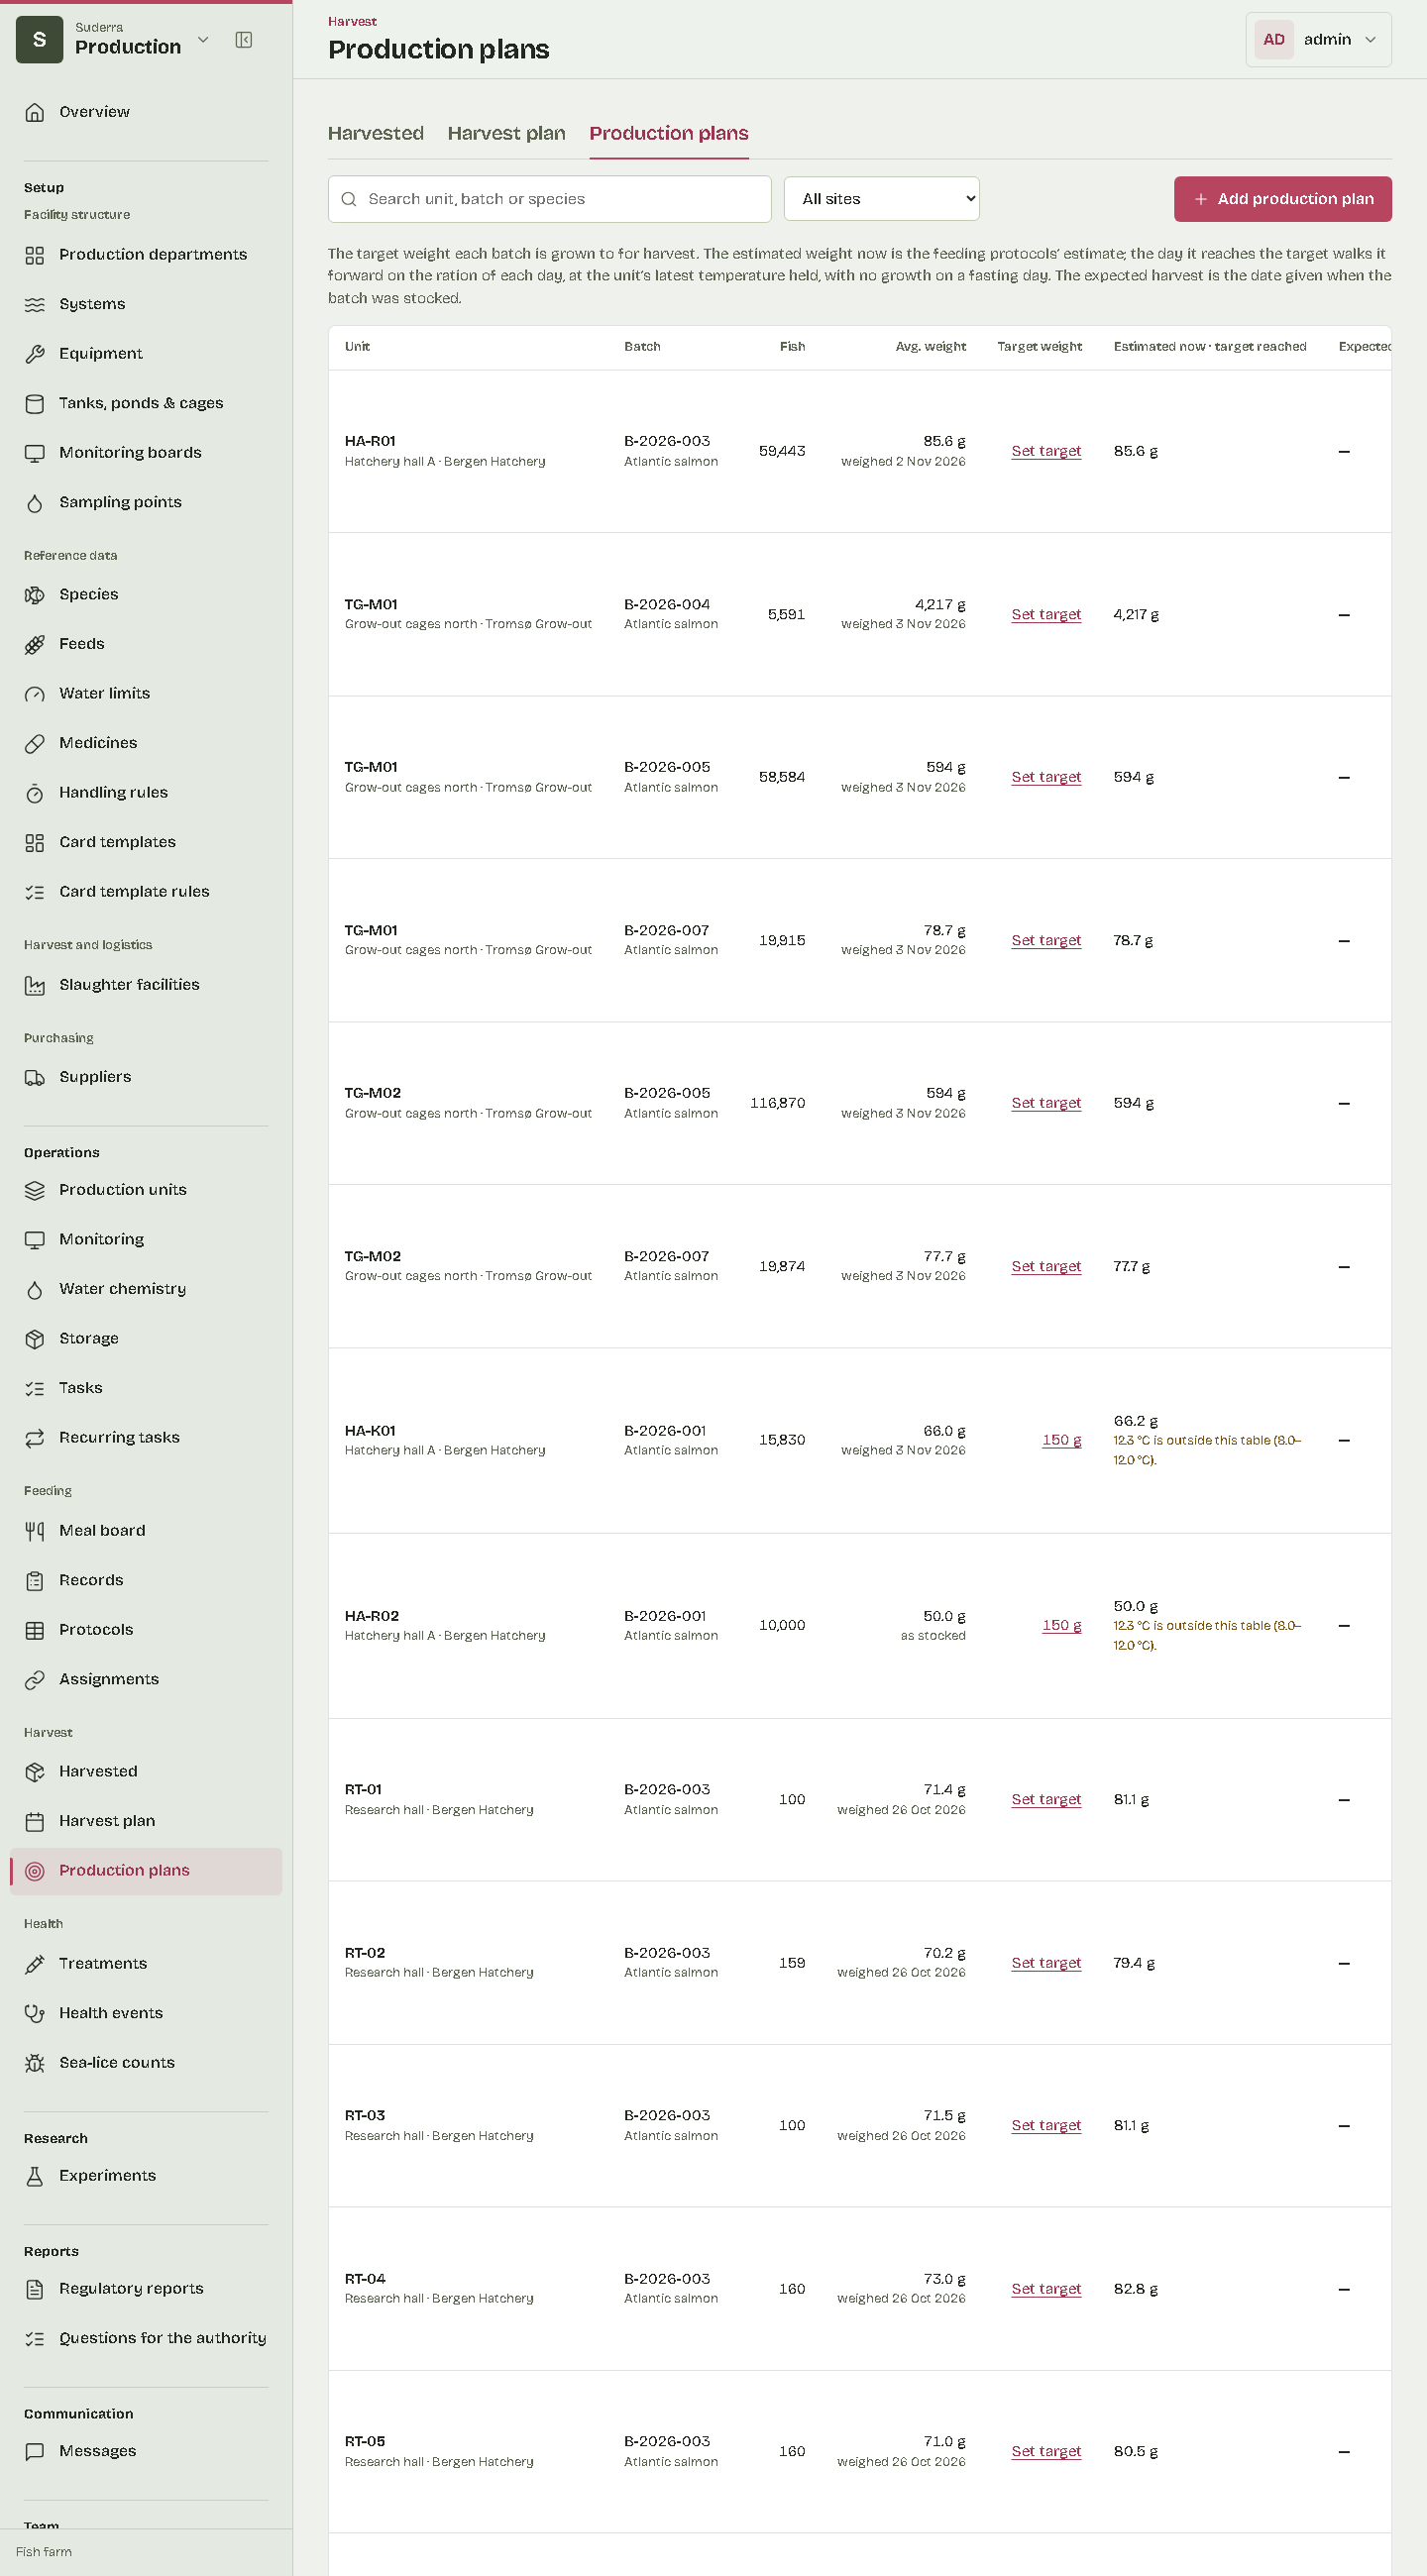 S
Suderra
Production
Overview
Setup
Facility structure
Production departments
Systems
Equipment
Tanks, ponds & cages
Monitoring boards
Sampling points
Reference data
Species
Feeds
Water limits
Medicines
Handling rules
Card templates
Card template rules
Harvest and logistics
Slaughter facilities
Purchasing
Suppliers
Operations
Production units
Monitoring
Water chemistry
Storage
Tasks
Recurring tasks
Feeding
Meal board
Records
Protocols
Assignments
Harvest
Harvested
Harvest plan
Production plans
Health
Treatments
Health events
Sea-lice counts
Research
Experiments
Reports
Regulatory reports
Questions for the authority
Communication
Messages
Team
Fish farm
Harvest
Production plans
AD admin
Harvested Harvest plan Production plans
Search unit, batch or species All sites + Add production plan
The target weight each batch is grown to for harvest. The estimated weight now is the feeding protocols' estimate; the day it reaches the target walks it
forward on the ration of each day, at the unit's latest temperature held, with no growth on a fasting day. The expected harvest is the date given when the
batch was stocked.
Unit Batch Fish Avg. weight Target weight Estimated now · target reached Expected
HA-R01 B-2026-003 59,443 85.6 g Set target 85.6 g –
Hatchery hall A · Bergen Hatchery Atlantic salmon weighed 2 Nov 2026
TG-M01 B-2026-004 5,591 4,217 g Set target 4,217 g –
Grow-out cages north · Tromsø Grow-out Atlantic salmon weighed 3 Nov 2026
TG-M01 B-2026-005 58,584 594 g Set target 594 g –
Grow-out cages north · Tromsø Grow-out Atlantic salmon weighed 3 Nov 2026
TG-M01 B-2026-007 19,915 78.7 g Set target 78.7 g –
Grow-out cages north · Tromsø Grow-out Atlantic salmon weighed 3 Nov 2026
TG-M02 B-2026-005 116,870 594 g Set target 594 g –
Grow-out cages north · Tromsø Grow-out Atlantic salmon weighed 3 Nov 2026
TG-M02 B-2026-007 19,874 77.7 g Set target 77.7 g –
Grow-out cages north · Tromsø Grow-out Atlantic salmon weighed 3 Nov 2026
HA-K01 B-2026-001 15,830 66.0 g 150 g 66.2 g –
Hatchery hall A · Bergen Hatchery Atlantic salmon weighed 3 Nov 2026 12.3 °C is outside this table (8.0–
12.0 °C).
HA-R02 B-2026-001 10,000 50.0 g 150 g 50.0 g –
Hatchery hall A · Bergen Hatchery Atlantic salmon as stocked 12.3 °C is outside this table (8.0–
12.0 °C).
RT-01 B-2026-003 100 71.4 g Set target 81.1 g –
Research hall · Bergen Hatchery Atlantic salmon weighed 26 Oct 2026
RT-02 B-2026-003 159 70.2 g Set target 79.4 g –
Research hall · Bergen Hatchery Atlantic salmon weighed 26 Oct 2026
RT-03 B-2026-003 100 71.5 g Set target 81.1 g –
Research hall · Bergen Hatchery Atlantic salmon weighed 26 Oct 2026
RT-04 B-2026-003 160 73.0 g Set target 82.8 g –
Research hall · Bergen Hatchery Atlantic salmon weighed 26 Oct 2026
RT-05 B-2026-003 160 71.0 g Set target 80.5 g –
Research hall · Bergen Hatchery Atlantic salmon weighed 26 Oct 2026